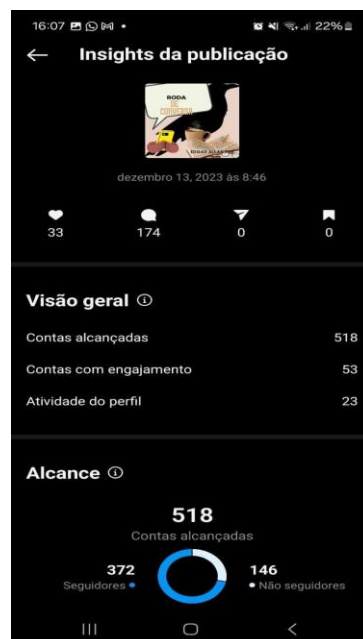 16:07
22%
Insights da publicação
RODA
DE
CONVERSA
dezembro 13, 2023 às 8:46
33 174 0 0
Visão geral
Contas alcançadas 518
Contas com engajamento 53
Atividade do perfil 23
Alcance
518
Contas alcançadas
372 146
Seguidores • • Não seguidores